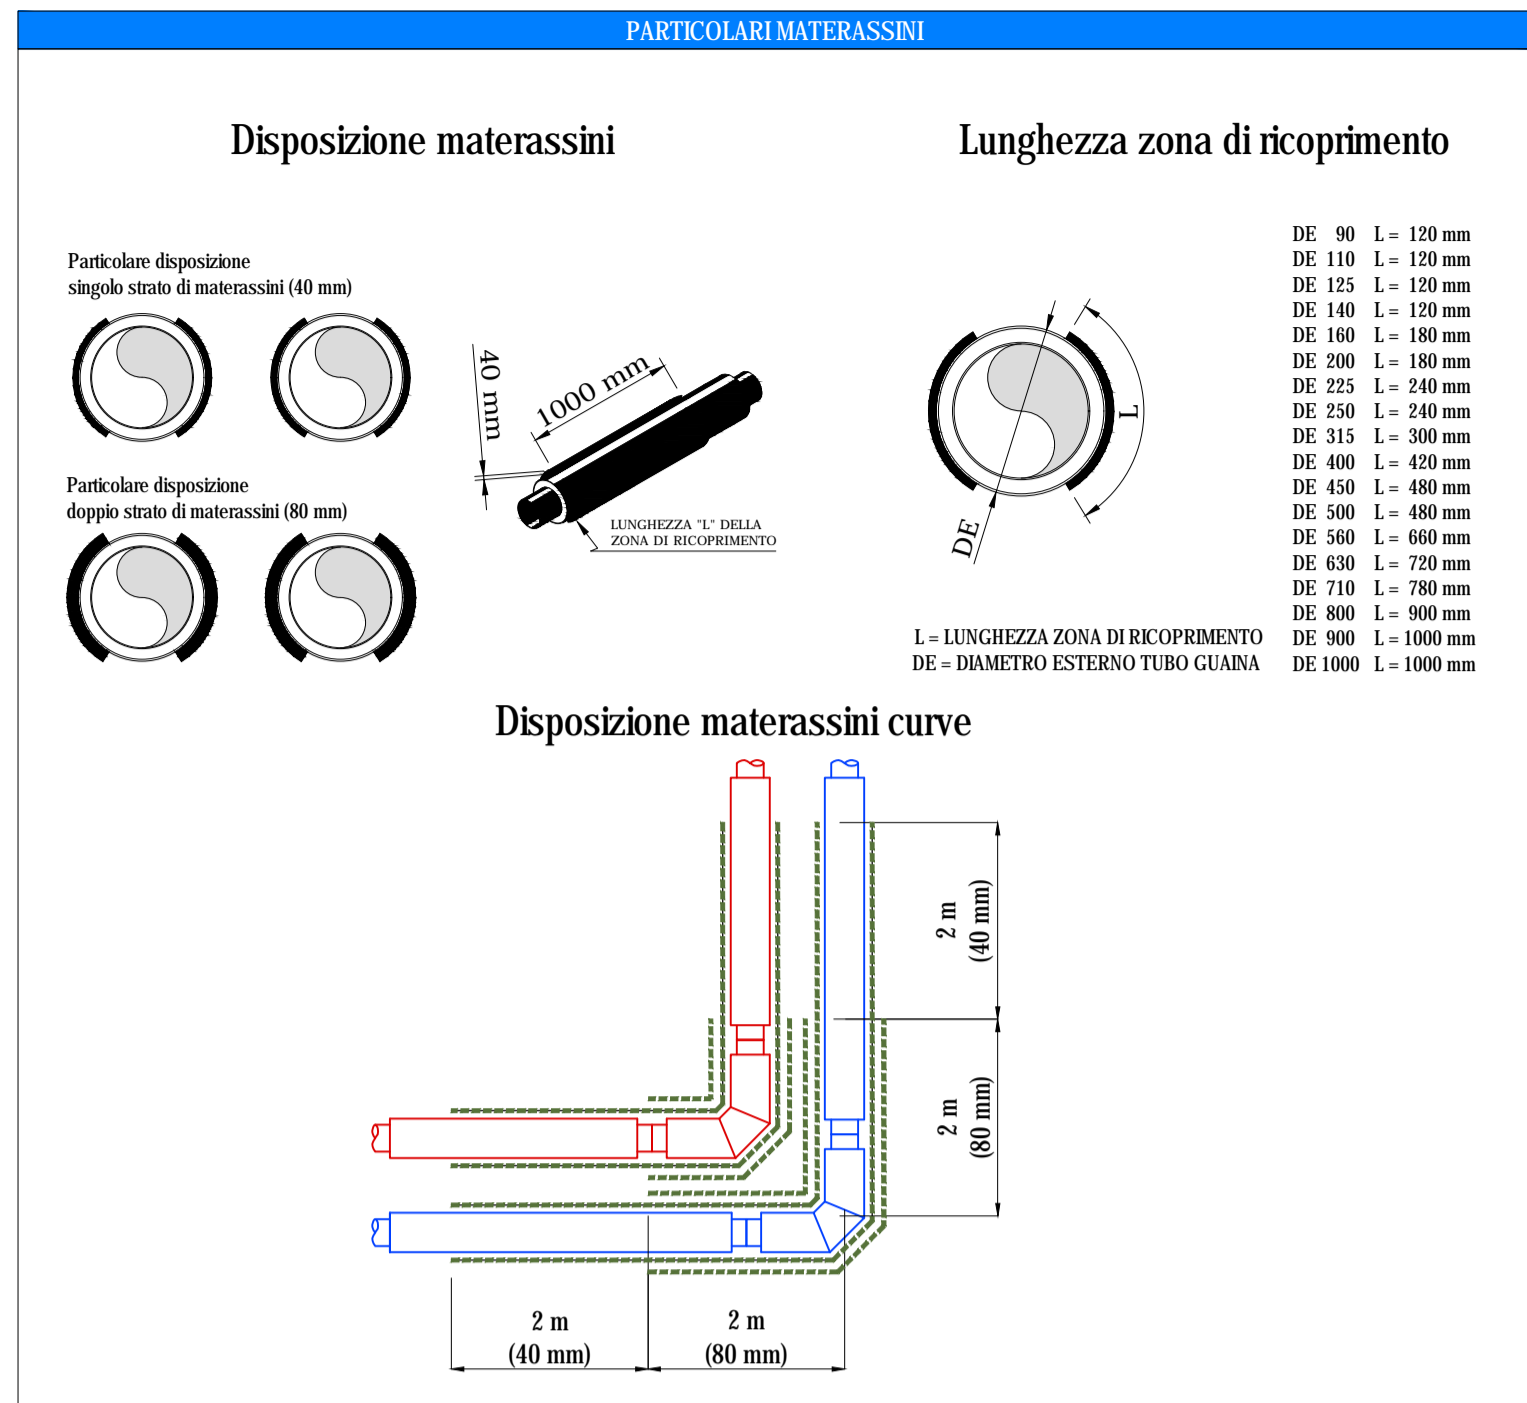 PARTICOLARI MATERASSINI
Disposizione materassini
Lunghezza zona di ricoprimento
Particolare disposizione
singolo strato di materassini (40 mm)
Particolare disposizione
doppio strato di materassini (80 mm)
40 mm
1000 mm
LUNGHEZZA "L" DELLA
ZONA DI RICOPRIMENTO
L
DE
L = LUNGHEZZA ZONA DI RICOPRIMENTO
DE = DIAMETRO ESTERNO TUBO GUAINA
DE 90 L = 120 mm
DE 110 L = 120 mm
DE 125 L = 120 mm
DE 140 L = 120 mm
DE 160 L = 180 mm
DE 200 L = 180 mm
DE 225 L = 240 mm
DE 250 L = 240 mm
DE 315 L = 300 mm
DE 400 L = 420 mm
DE 450 L = 480 mm
DE 500 L = 480 mm
DE 560 L = 660 mm
DE 630 L = 720 mm
DE 710 L = 780 mm
DE 800 L = 900 mm
DE 900 L = 1000 mm
DE 1000 L = 1000 mm
Disposizione materassini curve
2 m
(40 mm)
2 m
(80 mm)
2 m
(40 mm)
2 m
(80 mm)